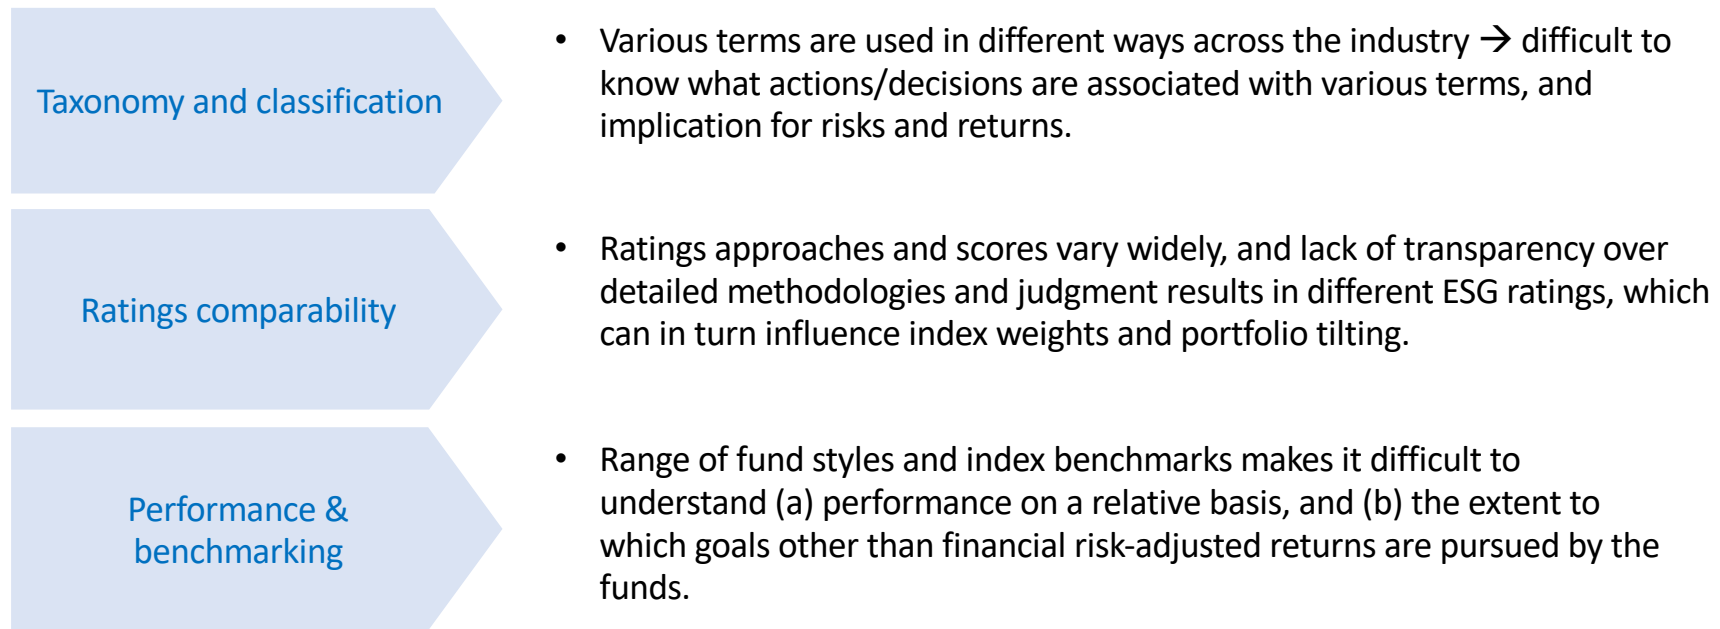 Taxonomy and classification
• Various terms are used in different ways across the industry → difficult to
know what actions/decisions are associated with various terms, and
implication for risks and returns.
Ratings comparability
• Ratings approaches and scores vary widely, and lack of transparency over
detailed methodologies and judgment results in different ESG ratings, which
can in turn influence index weights and portfolio tilting.
Performance &
benchmarking
• Range of fund styles and index benchmarks makes it difficult to
understand (a) performance on a relative basis, and (b) the extent to
which goals other than financial risk-adjusted returns are pursued by the
funds.